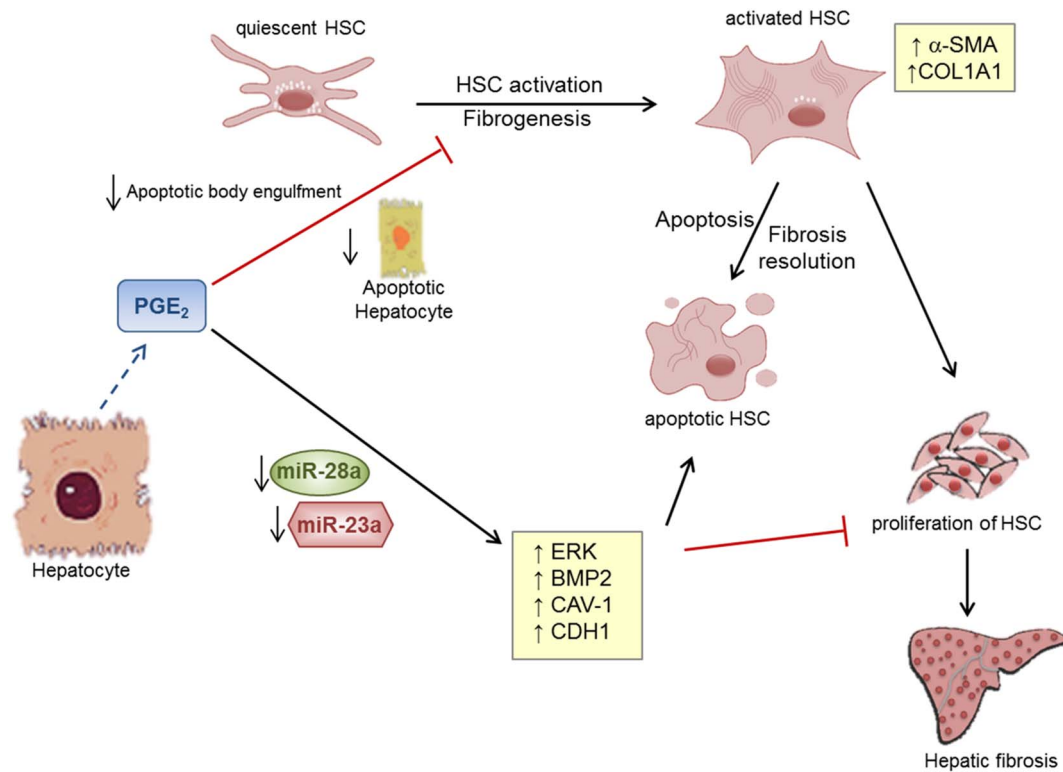 quiescent HSC
activated HSC
↑ α-SMA
↑COL1A1
HSC activation
Fibrogenesis
↓ Apoptotic body engulfment
↓
Apoptotic
Hepatocyte
Apoptosis
Fibrosis
resolution
PGE₂
apoptotic HSC
↓ miR-28a
↓ miR-23a
Hepatocyte
↑ ERK
↑ BMP2
↑ CAV-1
↑ CDH1
proliferation of HSC
Hepatic fibrosis